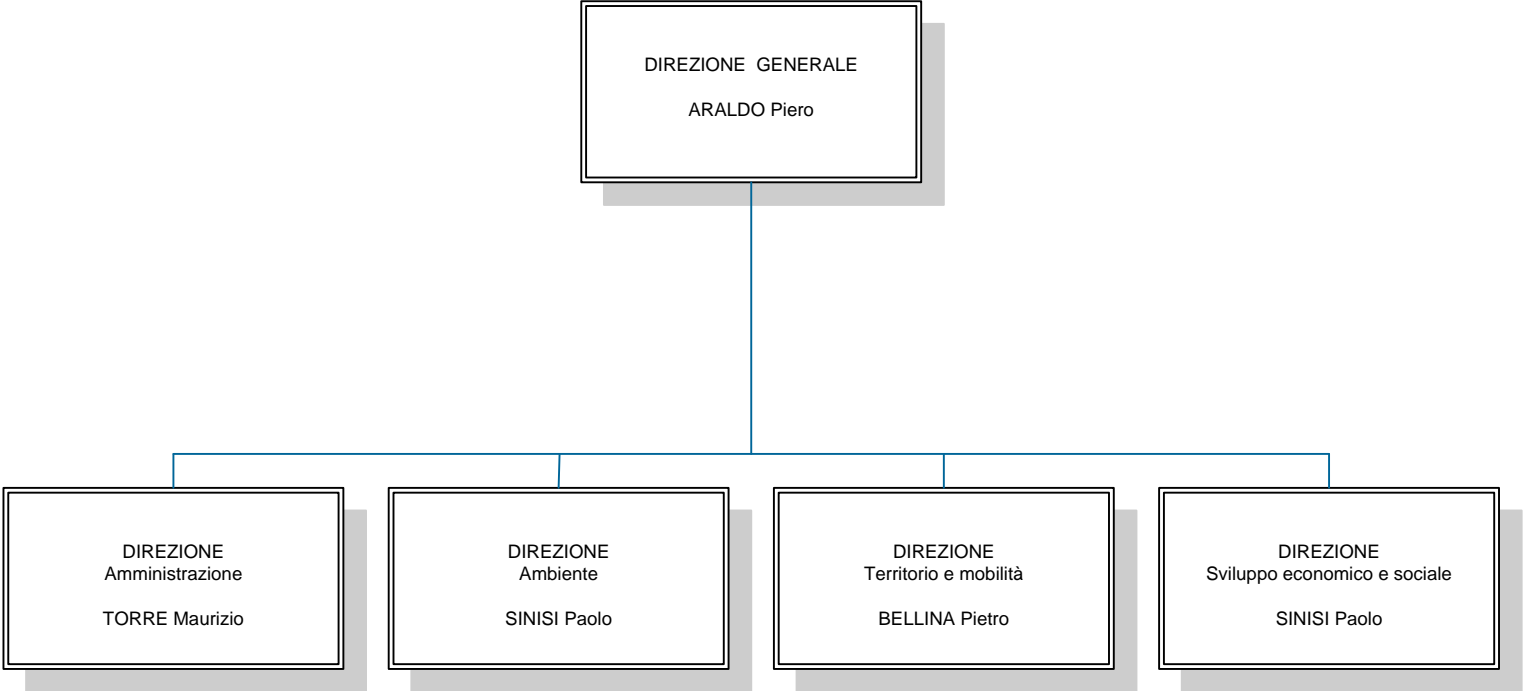 DIREZIONE GENERALE
ARALDO Piero
DIREZIONE
Amministrazione
TORRE Maurizio
DIREZIONE
Ambiente
SINISI Paolo
DIREZIONE
Territorio e mobilità
BELLINA Pietro
DIREZIONE
Sviluppo economico e sociale
SINISI Paolo